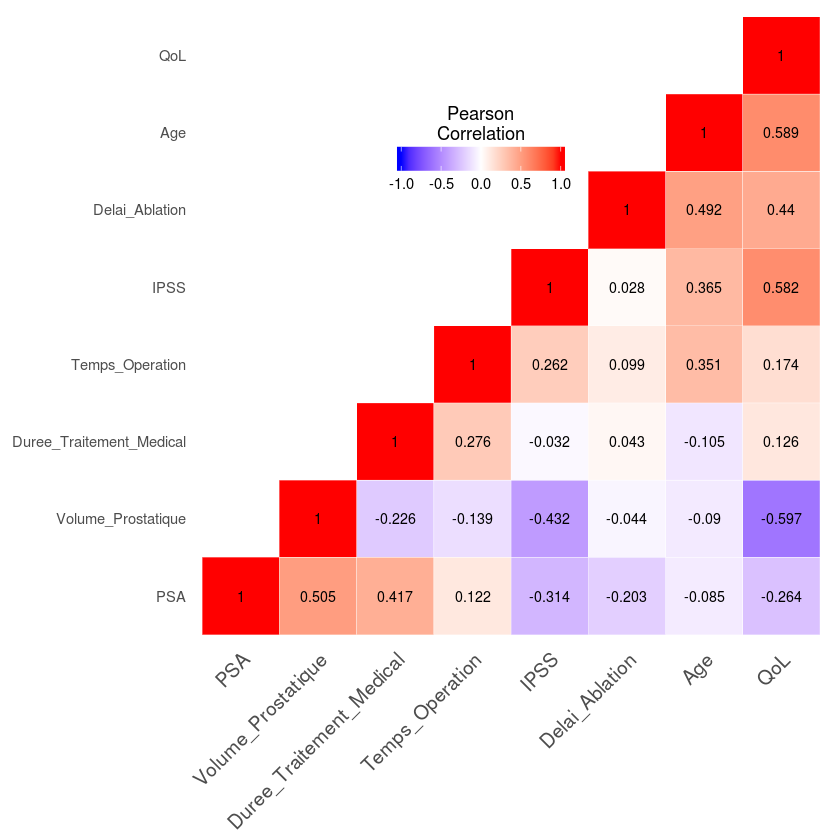 QoL
1
Pearson
Correlation
-1.0 -0.5 0.0 0.5 1.0
Age
1 0.589
Delai_Ablation
1 0.492 0.44
IPSS
1 0.028 0.365 0.582
Temps_Operation
1 0.262 0.099 0.351 0.174
Duree_Traitement_Medical
1 0.276 -0.032 0.043 -0.105 0.126
Volume_Prostatique
1 -0.226 -0.139 -0.432 -0.044 -0.09 -0.597
PSA
1 0.505 0.417 0.122 -0.314 -0.203 -0.085 -0.264
PSA
Volume_Prostatique
Duree_Traitement_Medical
Temps_Operation
IPSS
Delai_Ablation
Age
QoL